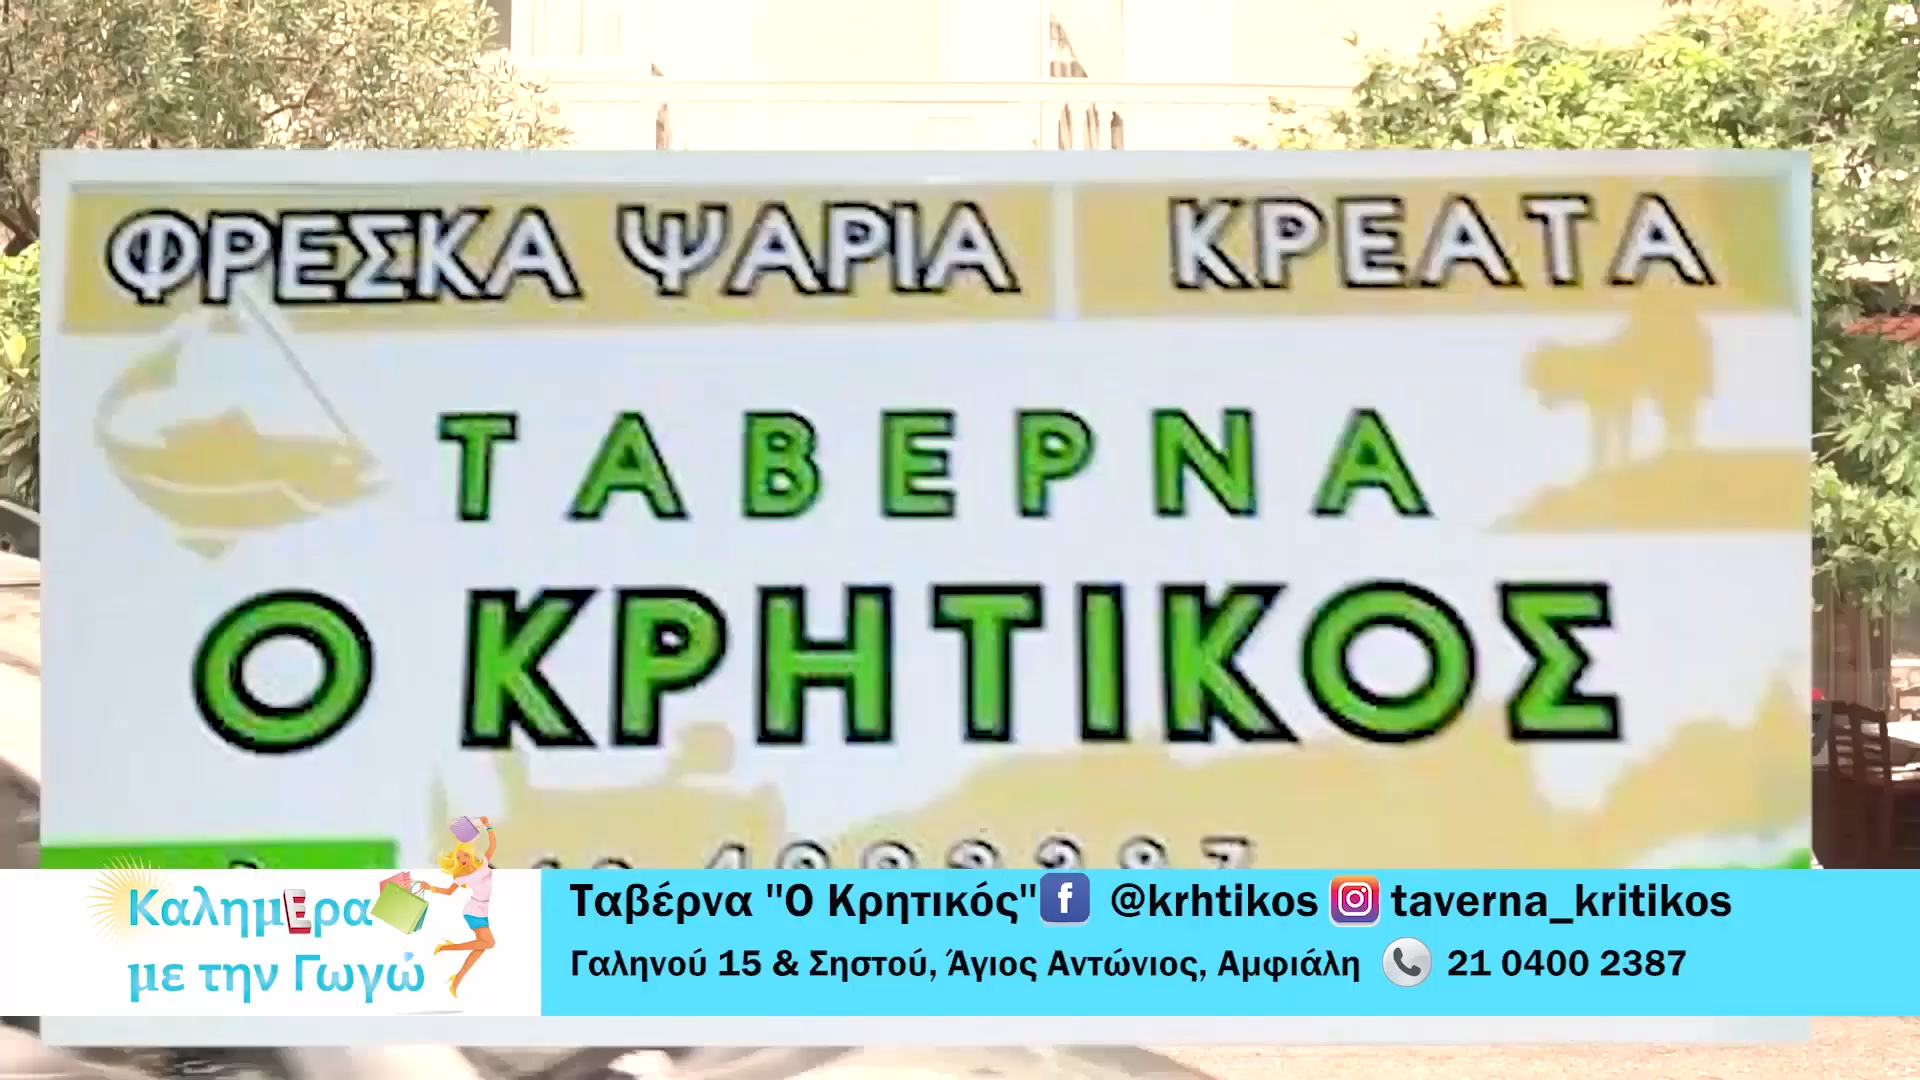 ΦΡΕΣΚΑ ΨΑΡΙΑ ΚΡΕΑΤΑ
ΤΑΒΕΡΝΑ
Ο ΚΡΗΤΙΚΟΣ
ΚαλημEρα
με την Γωγώ
Ταβέρνα "Ο Κρητικός" @krhtikos taverna_kritikos
Γαληνού 15 & Σηστού, Άγιος Αντώνιος, Αμφιάλη 21 0400 2387